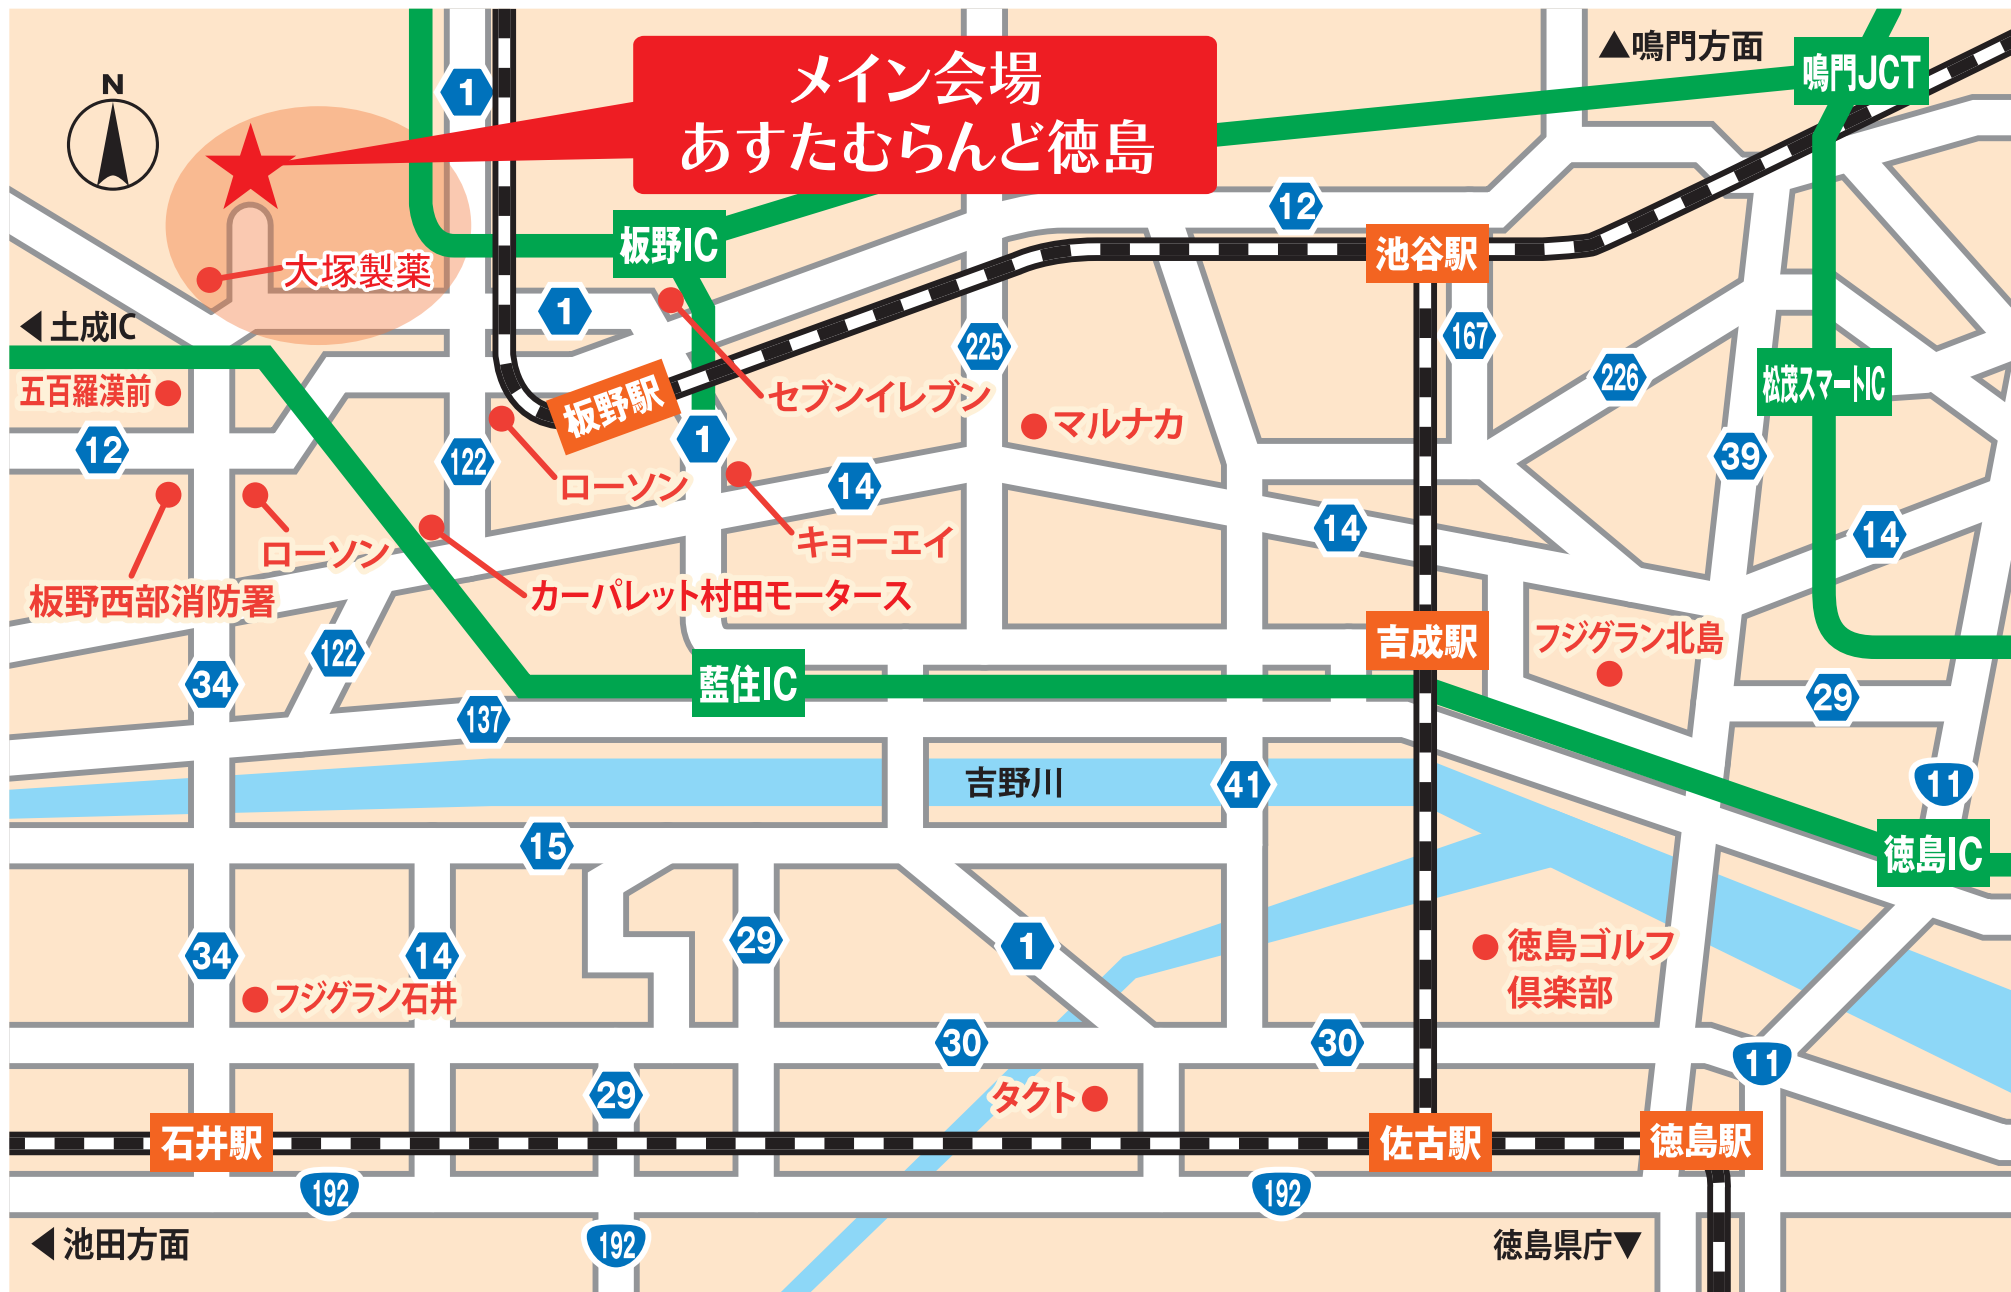 ▲鳴門方面
鳴門JCT
N
1
メイン会場
あすたむらんど徳島
12
板野IC
池谷駅
大塚製薬
1
◀土成IC
225
167
226
松茂スマートIC
五百羅漢前
板野駅
セブンイレブン
マルナカ
12
122
1
39
ローソン
14
14
14
ローソン
キョーエイ
板野西部消防署
カーパレット村田モータース
122
吉成駅
フジグラン北島
34
藍住IC
29
137
吉野川
41
11
15
徳島IC
34
14
29
1
徳島ゴルフ
倶楽部
フジグラン石井
30
30
11
29
タクト
石井駅
佐古駅
徳島駅
192
192
◀池田方面
192
徳島県庁▼